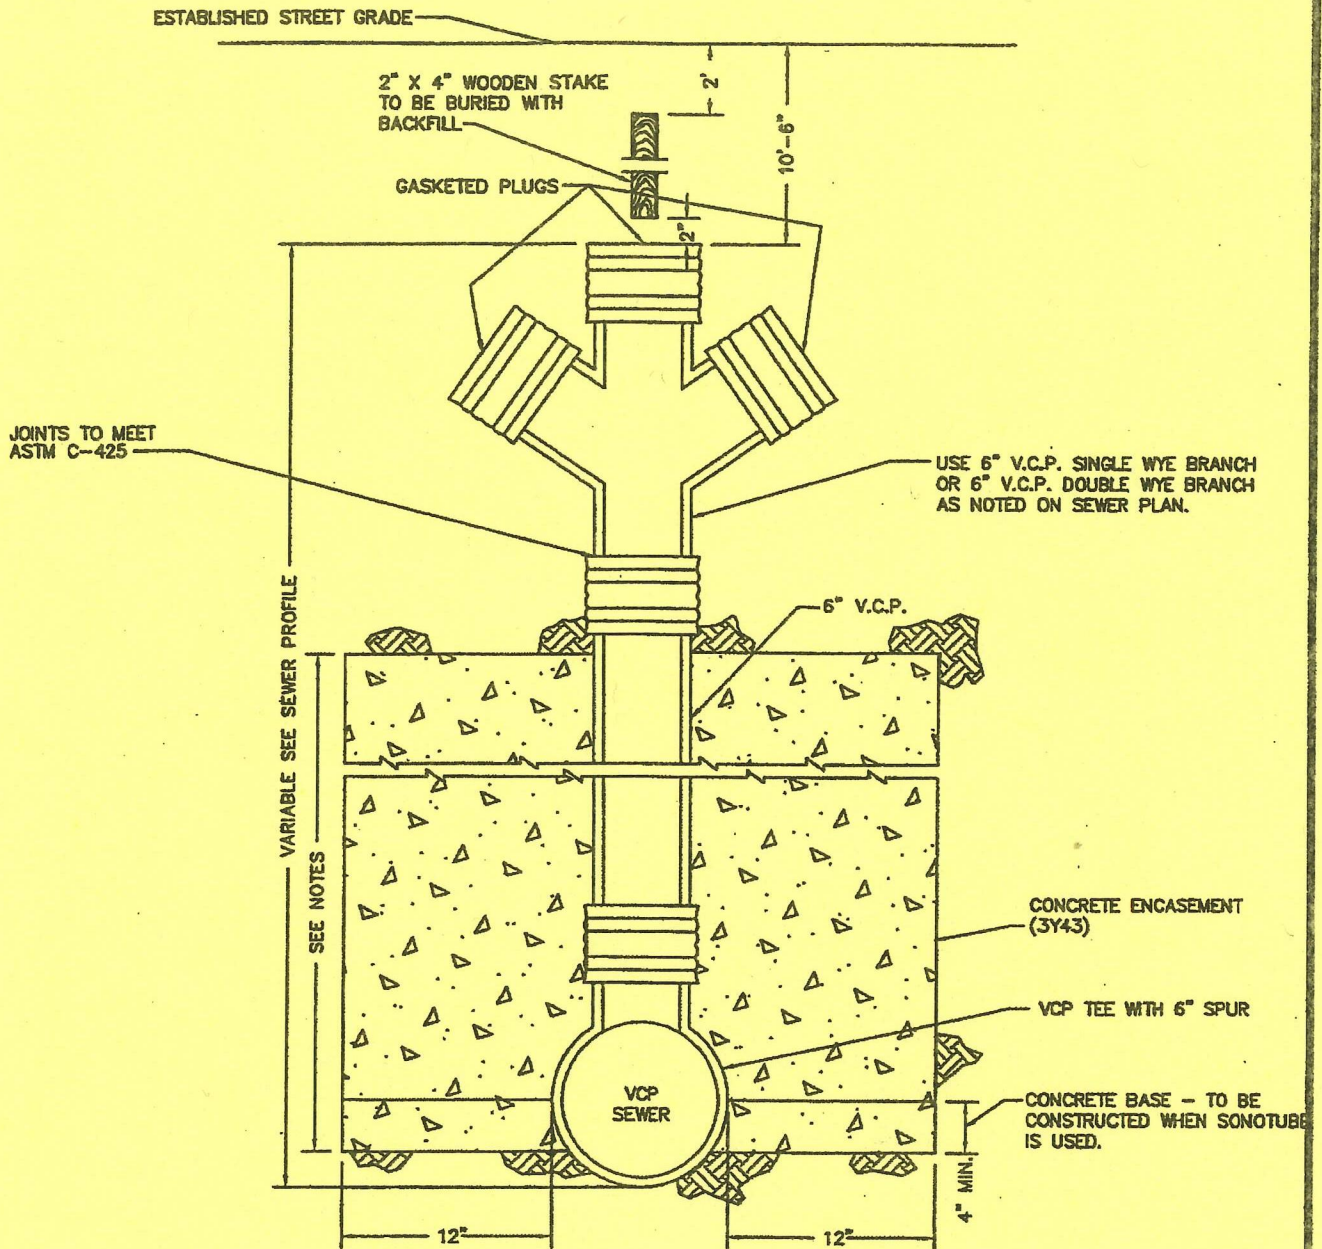 ESTABLISHED STREET GRADE
2" X 4" WOODEN STAKE
TO BE BURIED WITH
BACKFILL
2'
10'-6"
GASKETED PLUGS
2"
JOINTS TO MEET
ASTM C-425
USE 6" V.C.P. SINGLE WYE BRANCH
OR 6" V.C.P. DOUBLE WYE BRANCH
AS NOTED ON SEWER PLAN.
VARIABLE SEE SEWER PROFILE
6" V.C.P.
SEE NOTES
CONCRETE ENCASEMENT
(3Y43)
VCP TEE WITH 6" SPUR
VCP
SEWER
CONCRETE BASE - TO BE
CONSTRUCTED WHEN SONOTUBE
IS USED.
4" MIN.
12"
12"